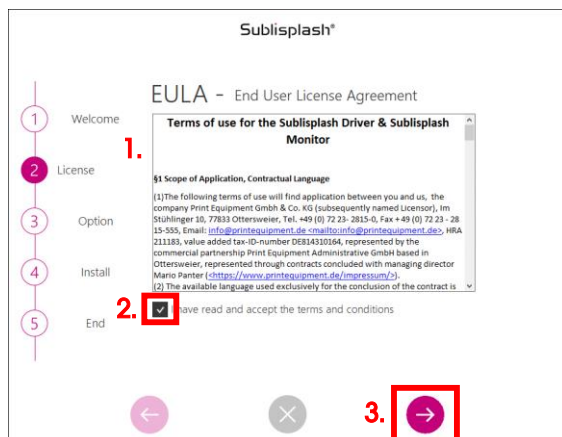 Sublisplash®
EULA - End User License Agreement
1 Welcome
2 License
3 Option
4 Install
5 End
1.
Terms of use for the Sublisplash Driver & Sublisplash
Monitor
§1 Scope of Application, Contractual Language
(1)The following terms of use will find application between you and us, the
company Print Equipment Gmbh & Co. KG (subsequently named Licensor), Im
Stühlinger 10, 77833 Ottersweier, Tel. +49 (0) 72 23- 2815-0, Fax + 49 (0) 72 23 - 28
15-555, Email: info@printequipment.de <mailto:info@printequipment.de>, HRA
211183, value added tax-ID-number DE814310164, represented by the
commercial partnership Print Equipment Administrative GmbH based in
Ottersweier, represented through contracts concluded with managing director
Mario Panter (<https://www.printequipment.de/impressum/>).
(2) The available language used exclusively for the conclusion of the contract is
2.
I have read and accept the terms and conditions
3.